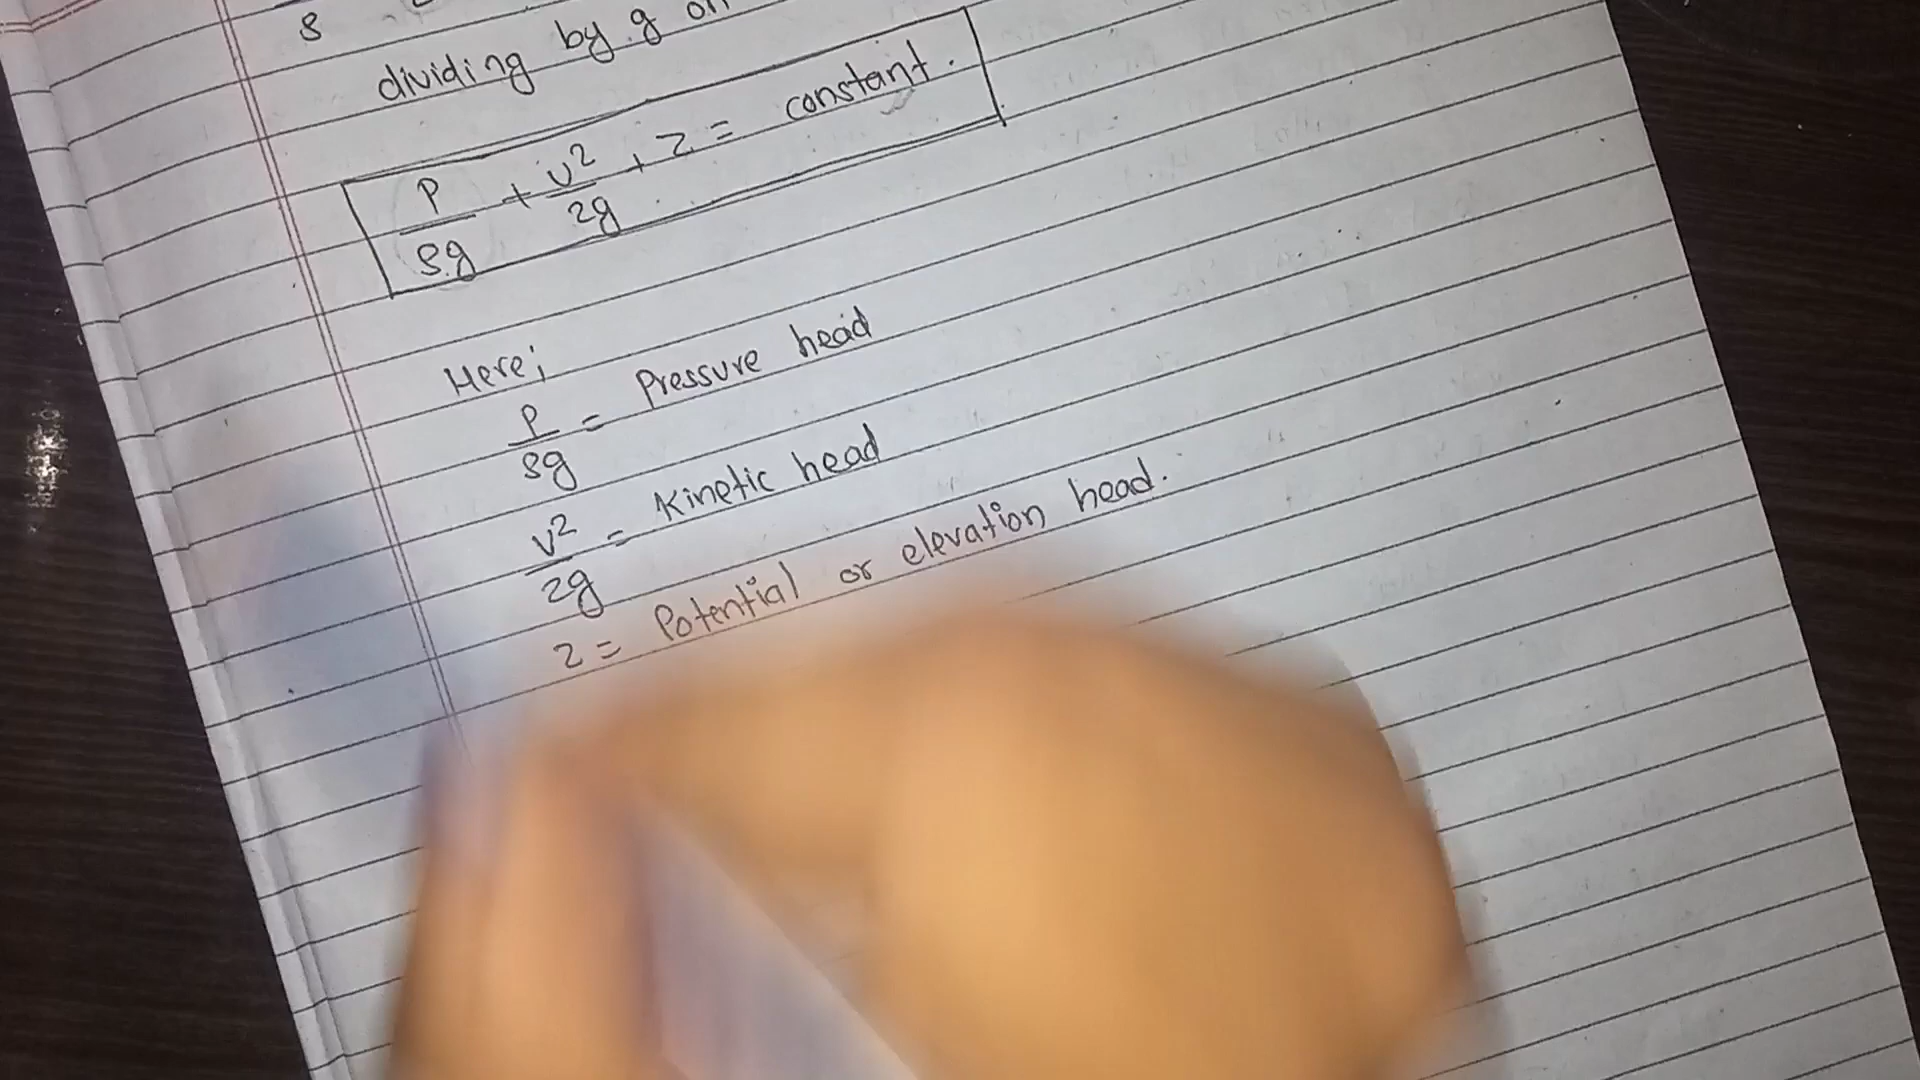 ρ
dividing by g on
P/ρg + v²/2g + z = constant.
Here;
P/ρg = Pressure head
v²/2g = Kinetic head
z = Potential or elevation head.